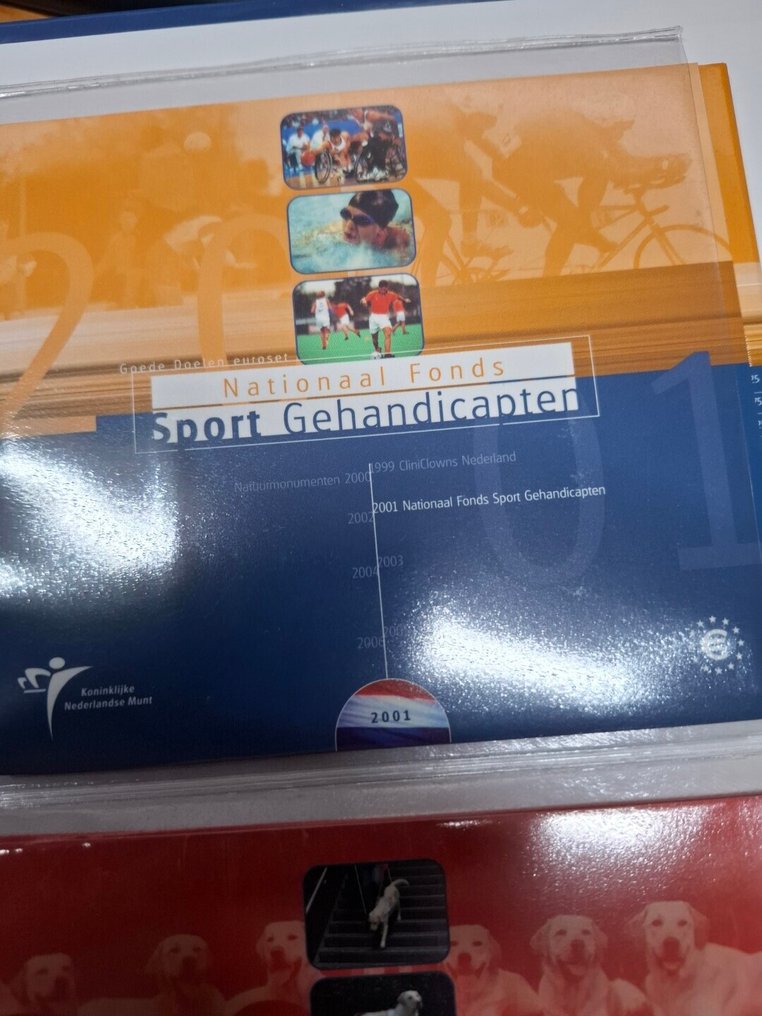 2001
Goede Doelen euroset
Nationaal Fonds
Sport Gehandicapten
1999 CliniClowns Nederland
Natuurmonumenten 2000
2001 Nationaal Fonds Sport Gehandicapten
2002
2003
2004
Koninklijke
Nederlandse Munt
€
2001